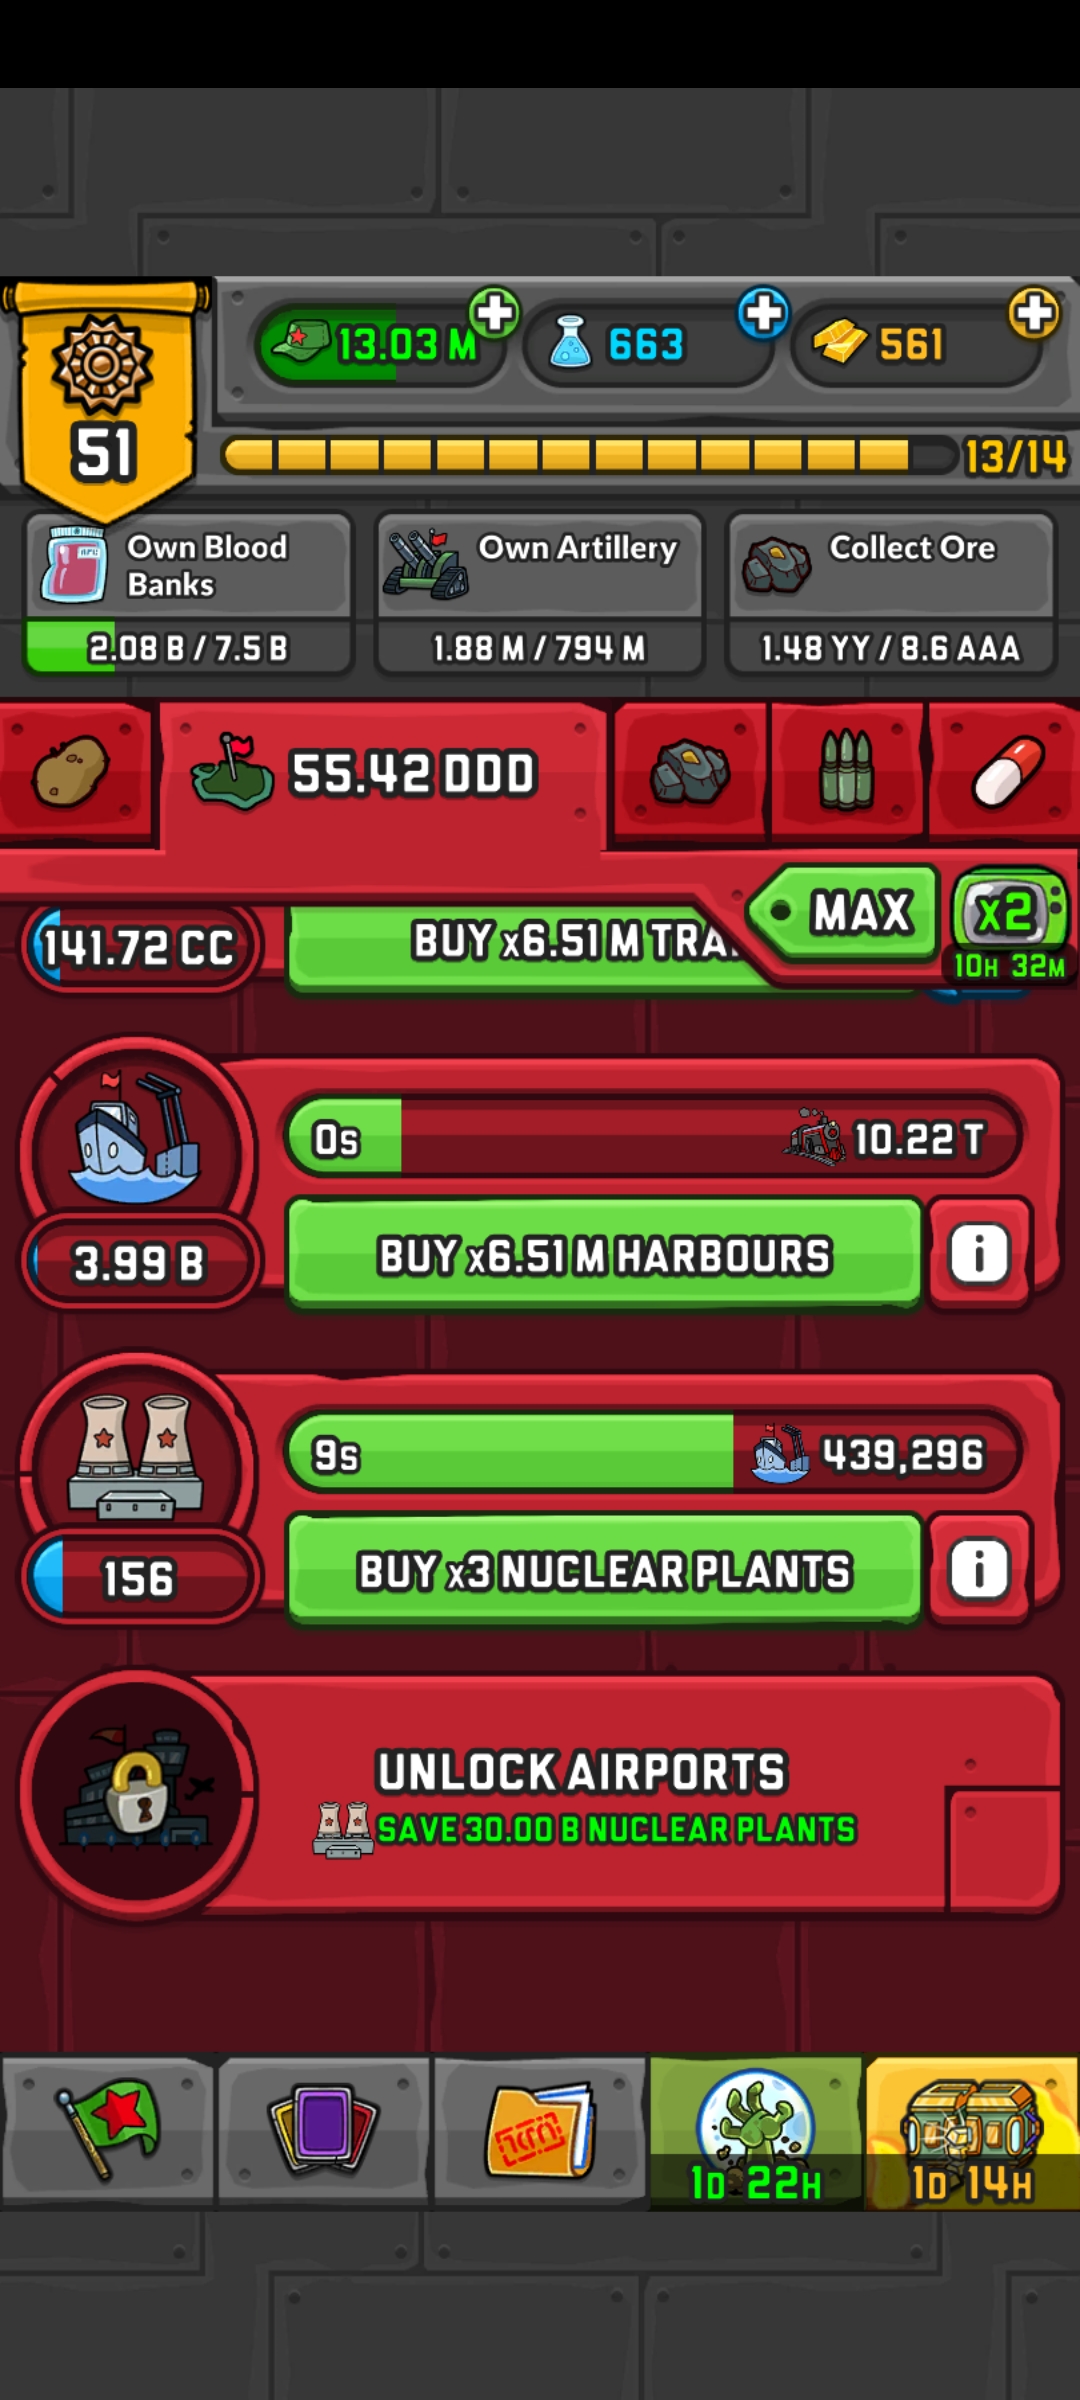 13.03 M
663
561
51
13/14
Own Blood
Banks
Own Artillery
Collect Ore
2.08 B / 7.5 B
1.88 M / 794 M
1.48 YY / 8.6 AAA
55.42 DDD
MAX
x2
10H 32M
141.72 CC
BUY x6.51 M TRA
0s
10.22 T
3.99 B
BUY x6.51 M HARBOURS
i
9s
439,296
156
BUY x3 NUCLEAR PLANTS
i
UNLOCK AIRPORTS
SAVE 30.00 B NUCLEAR PLANTS
1D 22H
1D 14H